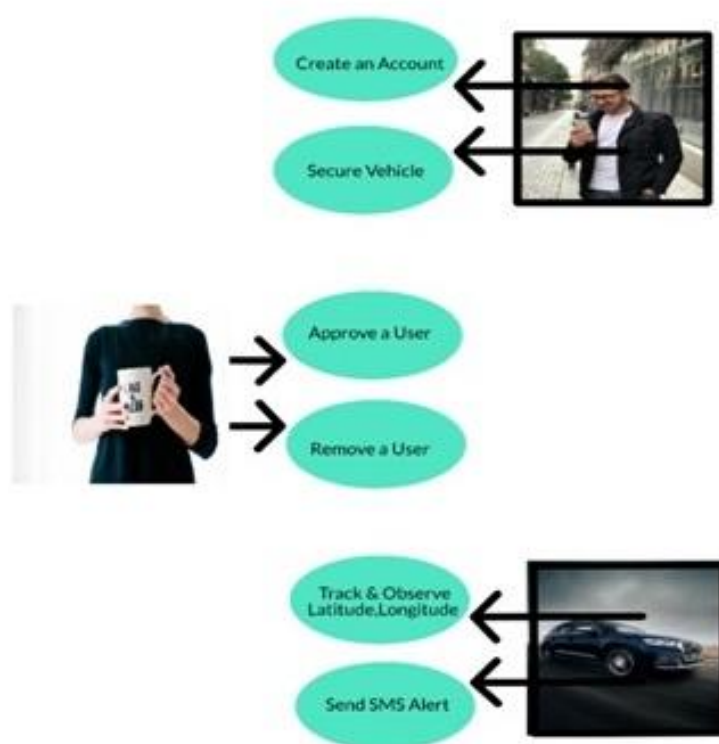 Create an Account
Secure Vehicle
Approve a User
Remove a User
Track & Observe
Latitude,Longitude
Send SMS Alert